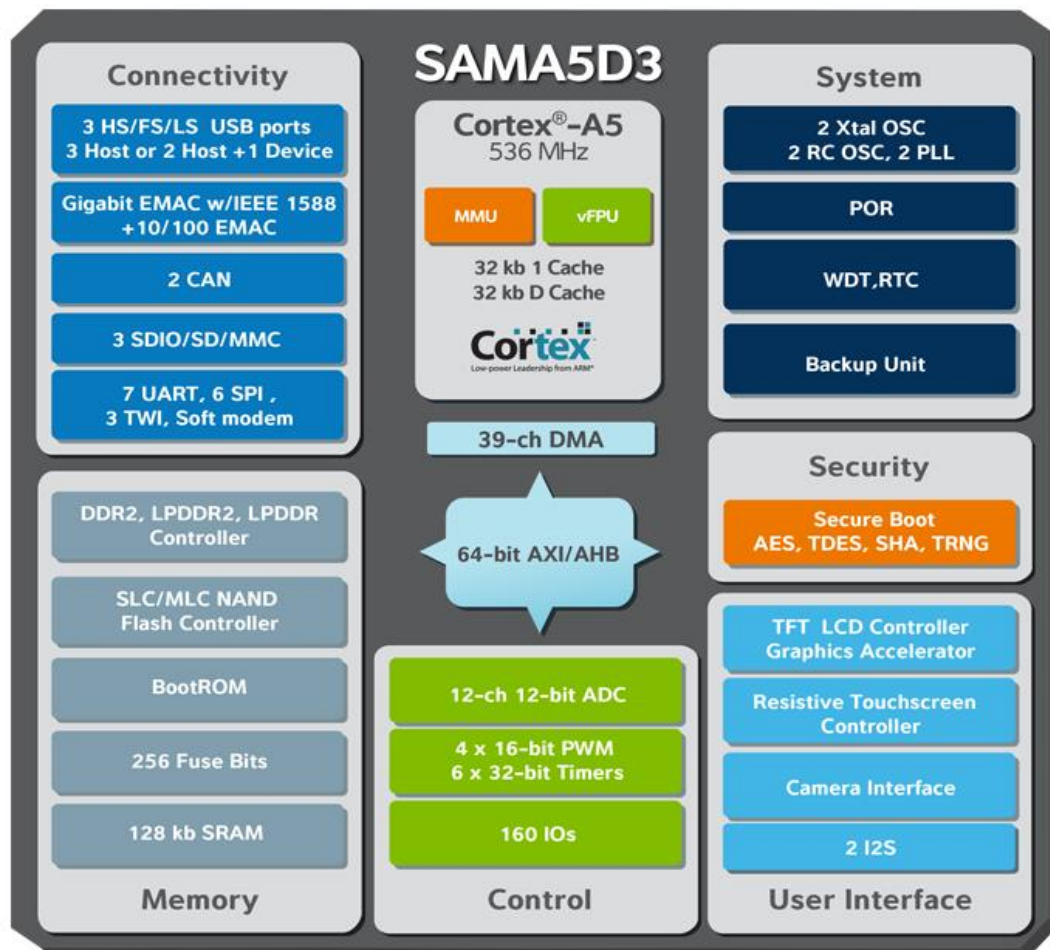 SAMA5D3
Connectivity
3 HS/FS/LS USB ports
3 Host or 2 Host +1 Device
Gigabit EMAC w/IEEE 1588
+10/100 EMAC
2 CAN
3 SDIO/SD/MMC
7 UART, 6 SPI ,
3 TWI, Soft modem
Cortex®-A5
536 MHz
MMU
vFPU
32 kb 1 Cache
32 kb D Cache
Cortex
Low-power Leadership from ARM®
System
2 Xtal OSC
2 RC OSC, 2 PLL
POR
WDT,RTC
Backup Unit
39-ch DMA
64-bit AXI/AHB
Security
Secure Boot
AES, TDES, SHA, TRNG
DDR2, LPDDR2, LPDDR
Controller
SLC/MLC NAND
Flash Controller
BootROM
256 Fuse Bits
128 kb SRAM
Memory
12-ch 12-bit ADC
4 x 16-bit PWM
6 x 32-bit Timers
160 IOs
Control
TFT LCD Controller
Graphics Accelerator
Resistive Touchscreen
Controller
Camera Interface
2 I2S
User Interface